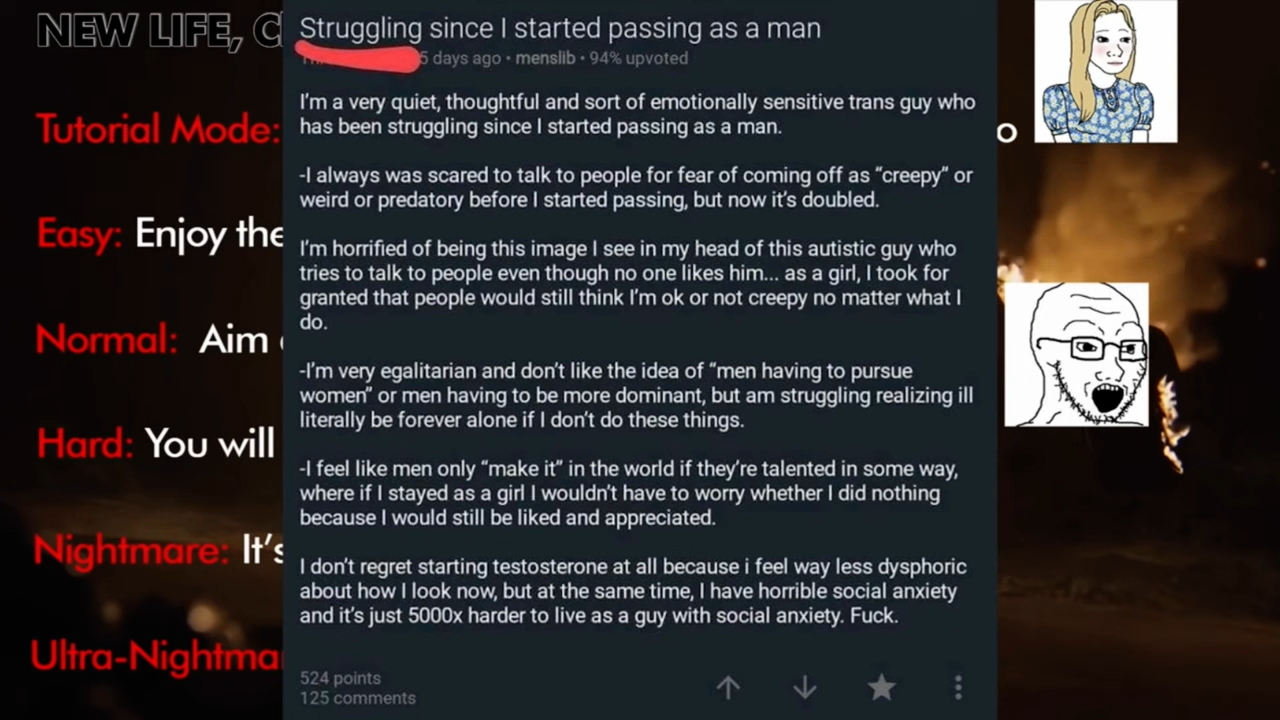 NEW LIFE, C
Struggling since I started passing as a man
5 days ago • menslib • 94% upvoted
I'm a very quiet, thoughtful and sort of emotionally sensitive trans guy who
has been struggling since I started passing as a man.
Tutorial Mode:
o
-I always was scared to talk to people for fear of coming off as “creepy” or
weird or predatory before I started passing, but now it's doubled.
Easy: Enjoy the
I'm horrified of being this image I see in my head of this autistic guy who
tries to talk to people even though no one likes him... as a girl, I took for
granted that people would still think I'm ok or not creepy no matter what I
do.
Normal: Aim
-I'm very egalitarian and don't like the idea of “men having to pursue
women” or men having to be more dominant, but am struggling realizing ill
literally be forever alone if I don't do these things.
Hard: You will
-I feel like men only “make it” in the world if they're talented in some way,
where if I stayed as a girl I wouldn't have to worry whether I did nothing
because I would still be liked and appreciated.
Nightmare: It's
I don't regret starting testosterone at all because i feel way less dysphoric
about how I look now, but at the same time, I have horrible social anxiety
and it's just 5000x harder to live as a guy with social anxiety. Fuck.
Ultra-Nightmar
524 points
125 comments